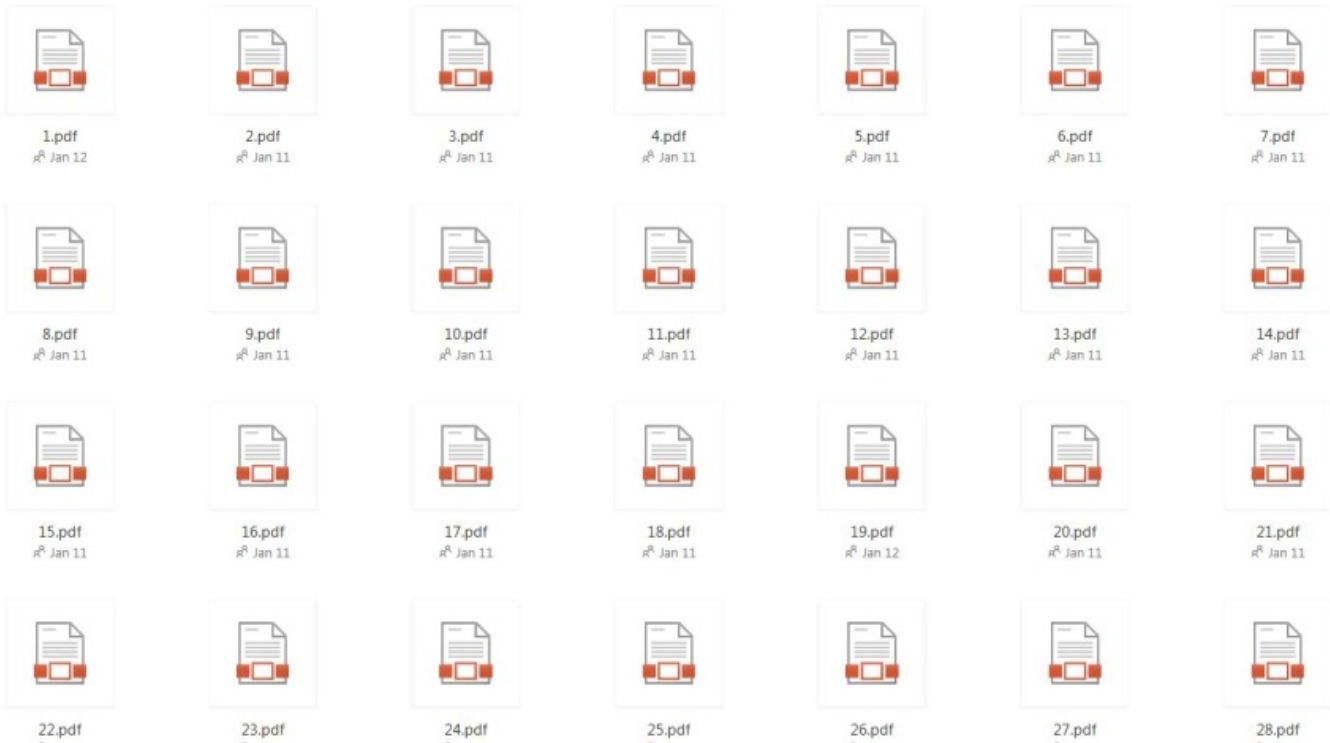 1.pdf 2.pdf 3.pdf 4.pdf 5.pdf 6.pdf 7.pdf
Jan 12 Jan 11 Jan 11 Jan 11 Jan 11 Jan 11 Jan 11
8.pdf 9.pdf 10.pdf 11.pdf 12.pdf 13.pdf 14.pdf
Jan 11 Jan 11 Jan 11 Jan 11 Jan 11 Jan 11 Jan 11
15.pdf 16.pdf 17.pdf 18.pdf 19.pdf 20.pdf 21.pdf
Jan 11 Jan 11 Jan 11 Jan 11 Jan 12 Jan 11 Jan 11
22.pdf 23.pdf 24.pdf 25.pdf 26.pdf 27.pdf 28.pdf